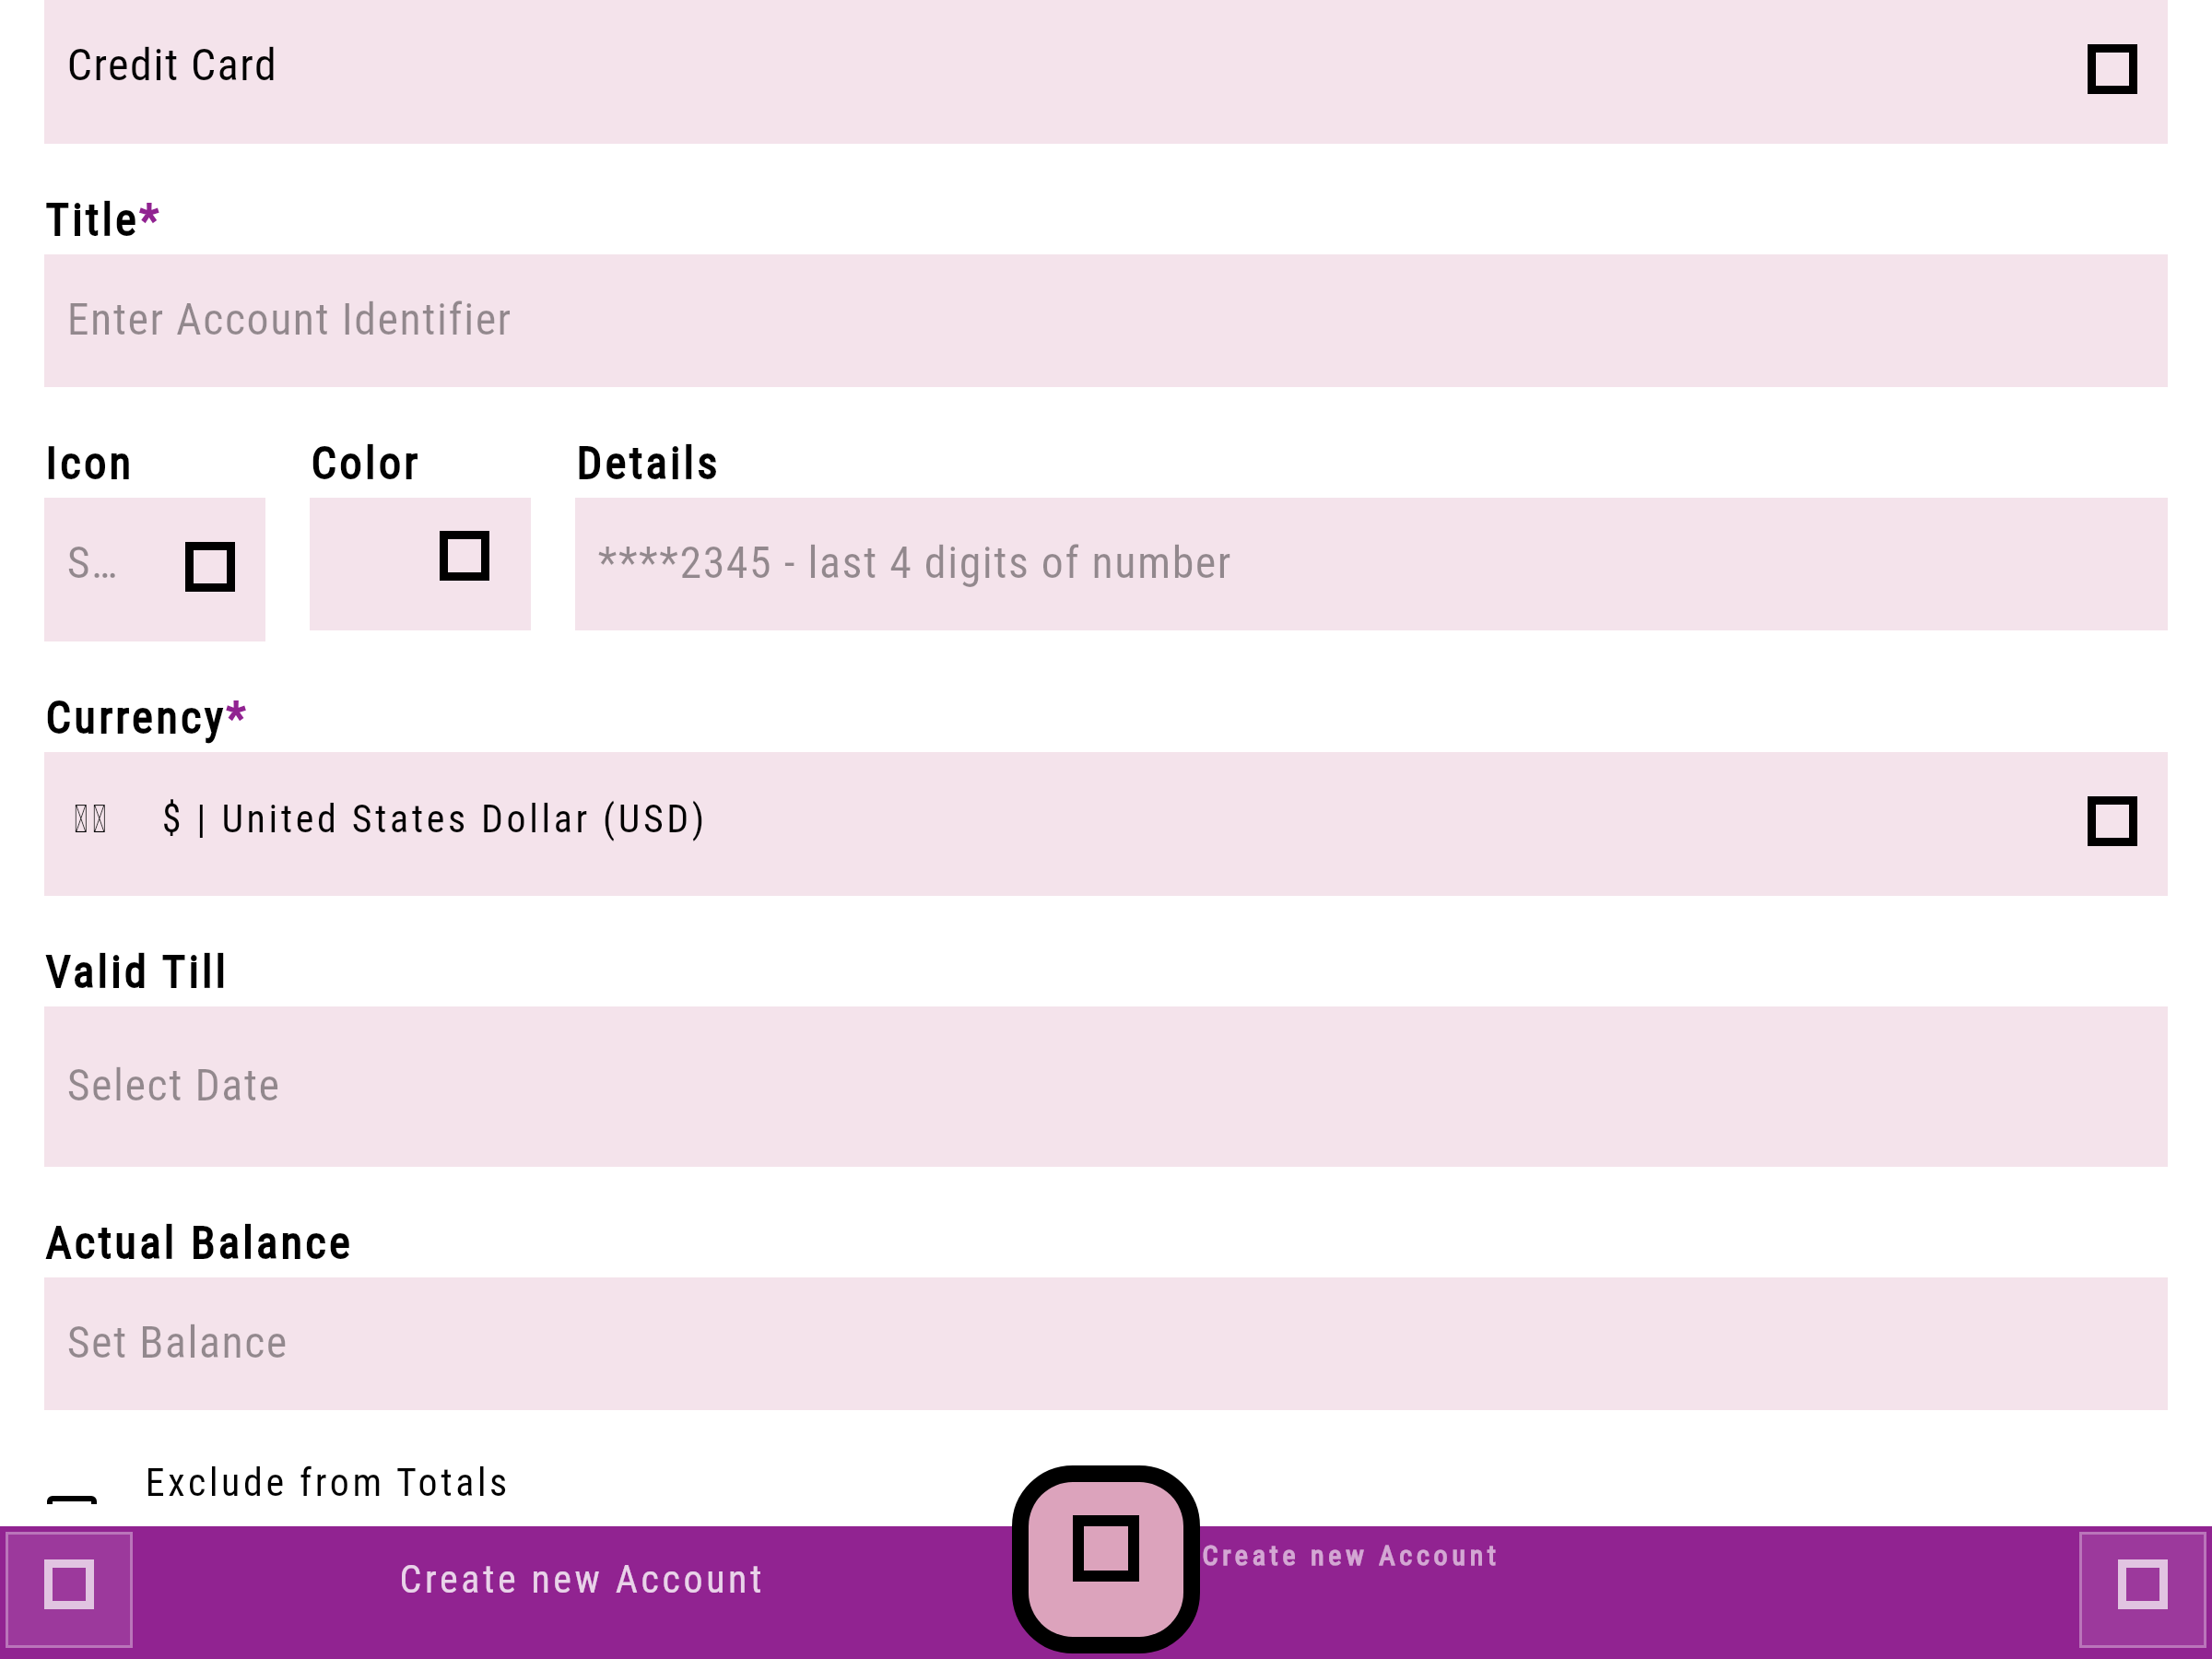 Credit Card
Title*
Enter Account Identifier
Icon Color Details
S… ****2345 - last 4 digits of number
Currency*
$ | United States Dollar (USD)
Valid Till
Select Date
Actual Balance
Set Balance
Exclude from Totals
Create new Account
Create new Account